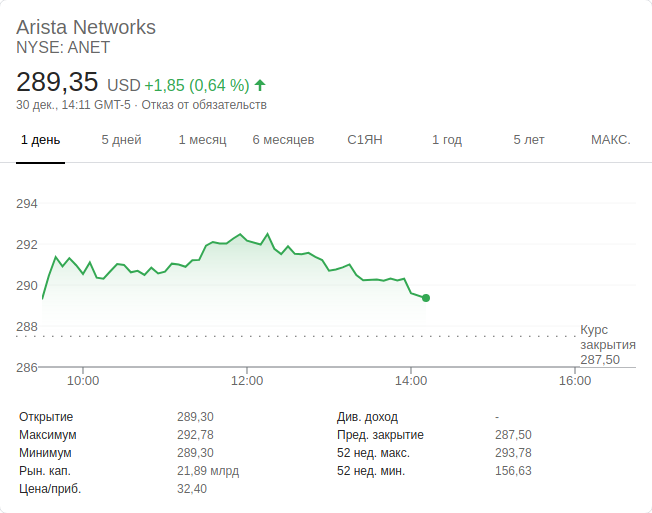 Arista Networks
NYSE: ANET
289,35 USD +1,85 (0,64 %)
30 дек., 14:11 GMT-5 · Отказ от обязательств
1 день 5 дней 1 месяц 6 месяцев С1ЯН 1 год 5 лет МАКС.
294
292
290
288
286
Курс
закрытия
287,50
10:00 12:00 14:00 16:00
Открытие 289,30 Див. доход -
Максимум 292,78 Пред. закрытие 287,50
Минимум 289,30 52 нед. макс. 293,78
Рын. кап. 21,89 млрд 52 нед. мин. 156,63
Цена/приб. 32,40